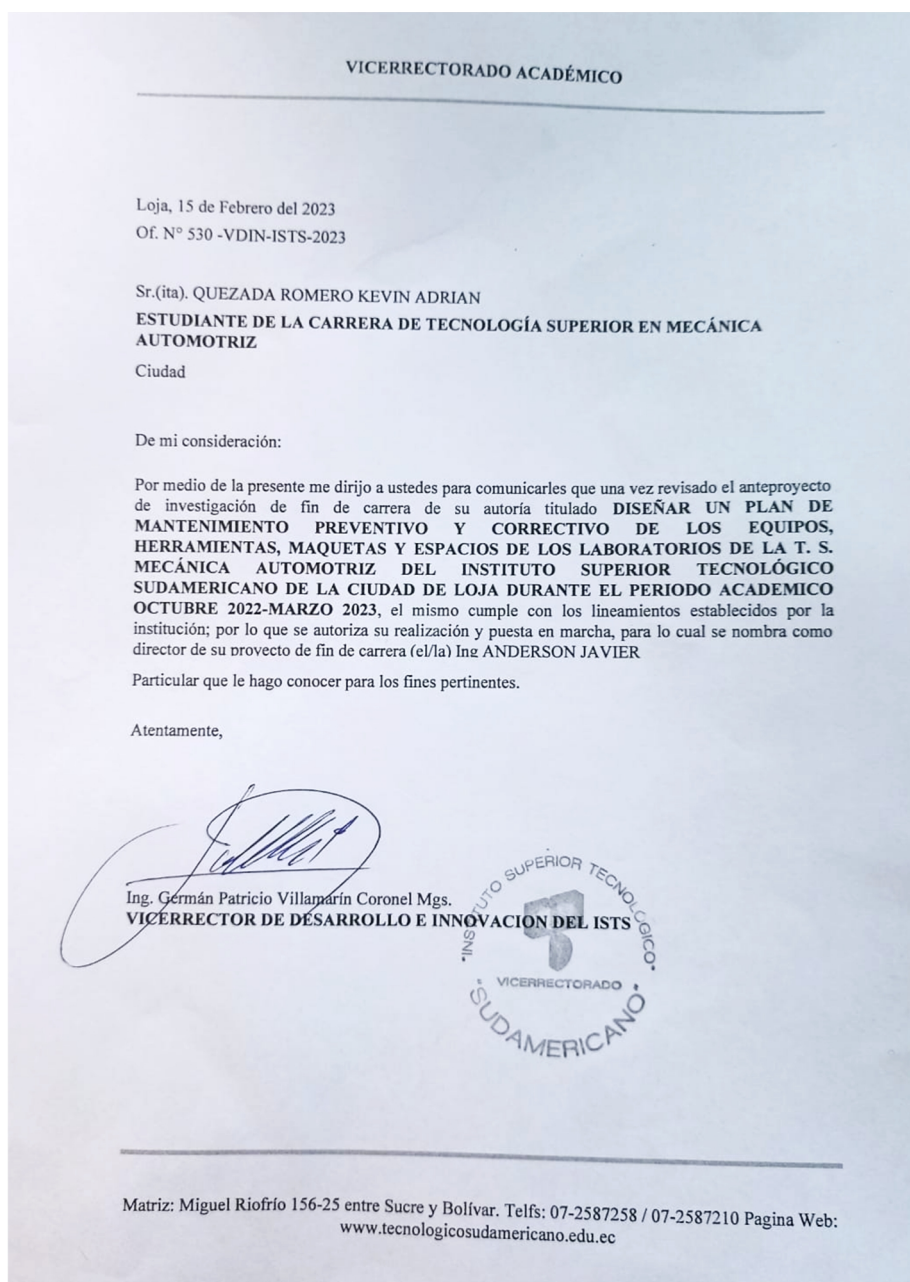 VICERRECTORADO ACADÉMICO
Loja, 15 de Febrero del 2023
Of. N° 530 -VDIN-ISTS-2023
Sr.(ita). QUEZADA ROMERO KEVIN ADRIAN
ESTUDIANTE DE LA CARRERA DE TECNOLOGÍA SUPERIOR EN MECÁNICA
AUTOMOTRIZ
Ciudad
De mi consideración:
Por medio de la presente me dirijo a ustedes para comunicarles que una vez revisado el anteproyecto
de investigación de fin de carrera de su autoría titulado DISEÑAR UN PLAN DE
MANTENIMIENTO PREVENTIVO Y CORRECTIVO DE LOS EQUIPOS,
HERRAMIENTAS, MAQUETAS Y ESPACIOS DE LOS LABORATORIOS DE LA T. S.
MECÁNICA AUTOMOTRIZ DEL INSTITUTO SUPERIOR TECNOLÓGICO
SUDAMERICANO DE LA CIUDAD DE LOJA DURANTE EL PERIODO ACADEMICO
OCTUBRE 2022-MARZO 2023, el mismo cumple con los lineamientos establecidos por la
institución; por lo que se autoriza su realización y puesta en marcha, para lo cual se nombra como
director de su proyecto de fin de carrera (el/la) Ing ANDERSON JAVIER
Particular que le hago conocer para los fines pertinentes.
Atentamente,
Ing. Germán Patricio Villamarín Coronel Mgs.
VICERRECTOR DE DESARROLLO E INNOVACION DEL ISTS
"INSTITUTO SUPERIOR TECNOLÓGICO"
VICERRECTORADO
"SUDAMERICANO"
Matriz: Miguel Riofrío 156-25 entre Sucre y Bolívar. Telfs: 07-2587258 / 07-2587210 Pagina Web:
www.tecnologicosudamericano.edu.ec